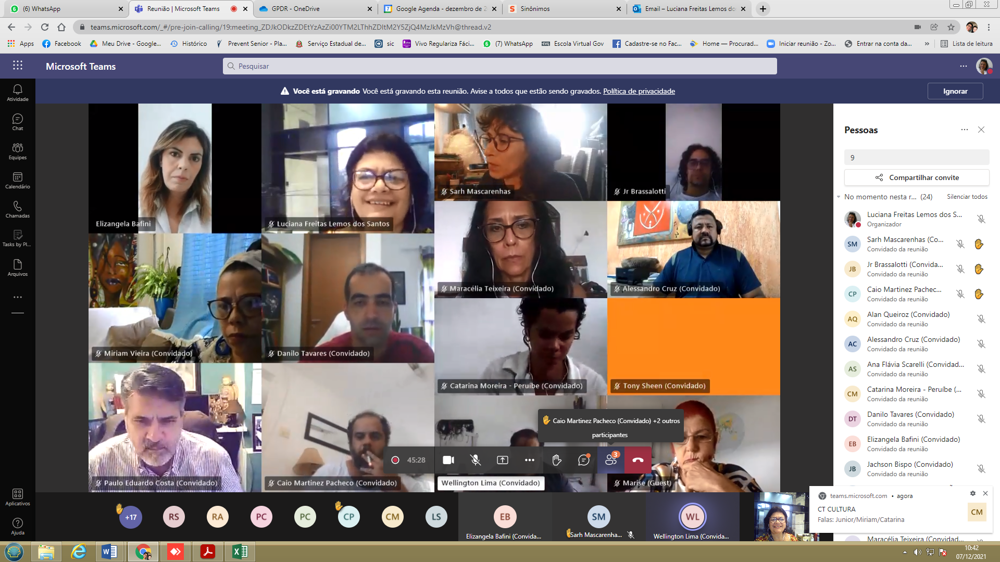 (6) WhatsApp
Reunião | Microsoft Teams
GPDR - OneDrive
Google Agenda - dezembro de 2
Sinônimos
Email – Luciana Freitas Lemos do
teams.microsoft.com/_#/pre-join-calling/19:meeting_ZDJkODkzZDEtYzAzZi00YTM2LThhZDItM2Y5ZjQ4MzJkMzVh@thread.v2
Apps
Facebook
Meu Drive - Google...
Histórico
Prevent Senior - Pla...
Serviço Estadual de...
sic
Vivo Regulariza Fáci...
(7) WhatsApp
Escola Virtual Gov
Cadastre-se no Fac...
Home — Procurad...
Iniciar reunião - Zo...
Entrar na conta da...
»
Lista de leitura
Microsoft Teams
Pesquisar
Você está gravando Você está gravando esta reunião. Avise a todos que estão sendo gravados. Política de privacidade
Ignorar
Atividade
Chat
Equipes
Calendário
Chamadas
Tasks by Pl...
Arquivos
Aplicativos
Ajuda
Elizangela Bafini
Luciana Freitas Lemos dos Santos
Sarh Mascarenhas
Jr Brassalotti
Maracélia Teixeira (Convidado)
Alessandro Cruz (Convidado)
Miriam Vieira (Convidado)
Danilo Tavares (Convidado)
Catarina Moreira - Peruíbe (Convidado)
Tony Sheen (Convidado)
Caio Martinez Pacheco (Convidado) +2 outros
participantes
45:28
3
Paulo Eduardo Costa (Convidado)
Caio Martinez Pacheco (Convidado)
Wellington Lima (Convidado)
Marise (Guest)
+17
RS
RA
PC
PC
CP
CM
LS
EB
Elizangela Bafini (Convida...
SM
Sarh Mascarenha...
WL
Wellington Lima (Convida...
Pessoas
9
Compartilhar convite
No momento nesta r... (24)
Silenciar todos
Luciana Freitas Lemos dos S...
Organizador
SM
Sarh Mascarenhas (Co...
Convidado da reunião
JB
Jr Brassalotti (Convida...
Convidado da reunião
CP
Caio Martinez Pachec...
Convidado da reunião
AQ
Alan Queiroz (Convidado)
Convidado da reunião
AC
Alessandro Cruz (Convidado)
Convidado da reunião
AS
Ana Flávia Scarelli (Convidad...
Convidado da reunião
CM
Catarina Moreira - Peruíbe (...
Convidado da reunião
DT
Danilo Tavares (Convidado)
Convidado da reunião
EB
Elizangela Bafini (Convidado)
Convidado da reunião
JB
Jachson Bispo (Convidado)
Convidado da reunião
teams.microsoft.com • agora
CT CULTURA
Falas: Junior/Miriam/Catarina
CM
Maracélia Teixeira (Convidad...
10:42
07/12/2021